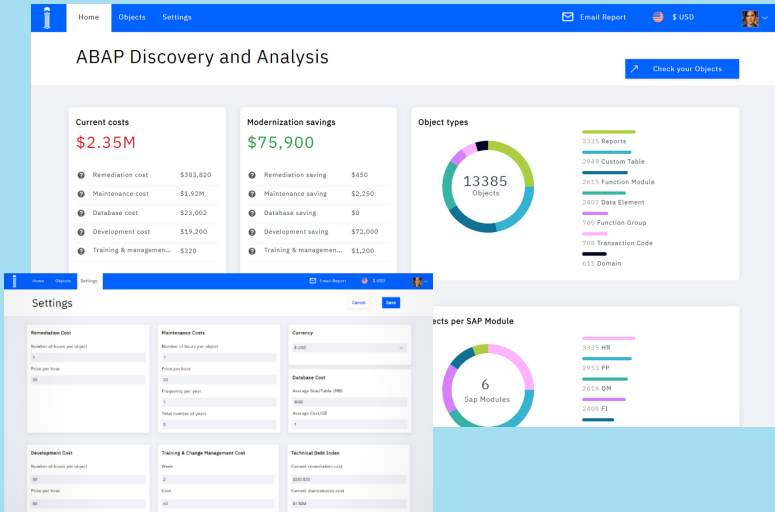 Home Objects Settings Email Report $ USD
ABAP Discovery and Analysis
Check your Objects
Current costs
$2.35M
Remediation cost $383,820
Maintenance cost $1.92M
Database cost $23,002
Development cost $19,200
Training & managemen... $320
Modernization savings
$75,900
Remediation saving $450
Maintenance saving $2,250
Database saving $0
Development saving $72,000
Training & managemen... $1,200
Object types
13385
Objects
3335 Reports
2949 Custom Table
2615 Function Module
2407 Data Element
760 Function Group
708 Transaction Code
611 Domain
ects per SAP Module
6
Sap Modules
3335 HR
2953 PP
2616 QM
2408 FI
Home Objects Settings Email Report $ USD
Settings
Cancel Save
Remediation Cost
Number of hours per object
Price per hour
Maintenance Costs
Number of hours per object
1
Price per hour
Frequency per year
1
Total number of years
Currency
$ USD
Database Cost
Average Size/Table (MB)
Average Cost/GB
1
Development Cost
Number of hours per object
Price per hour
Training & Change Management Cost
Week
2
Cost
Technical Debt Index
Current remediation cost
Current maintenance cost